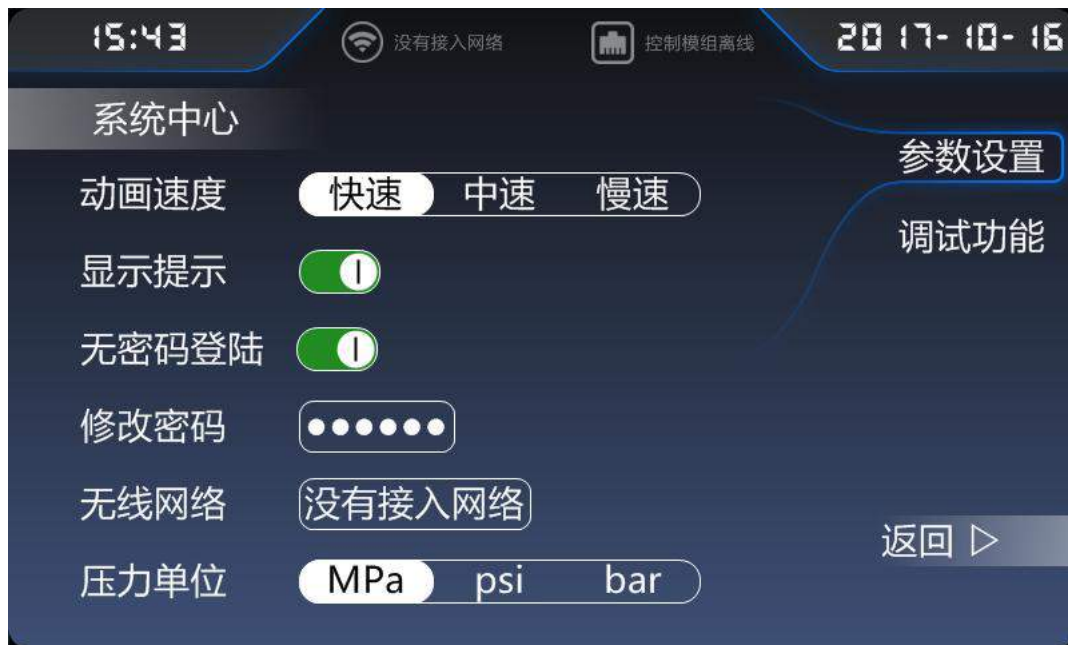 15:43 没有接入网络 控制模组离线 2017-10-16
系统中心
参数设置
动画速度 快速 中速 慢速
调试功能
显示提示
无密码登陆
修改密码 ●●●●●●
无线网络 没有接入网络
返回 ▷
压力单位 MPa psi bar